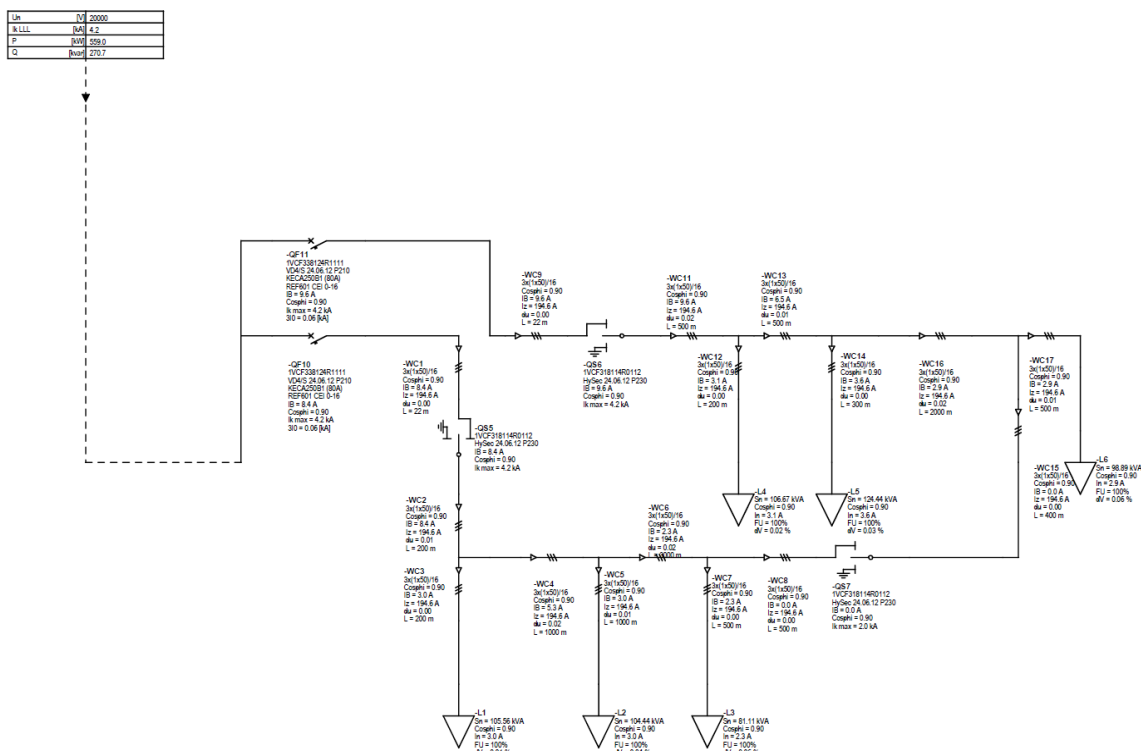 Un [V] 20000
Ik LLL [kA] 4.2
P [kW] 559.0
Q [kvar] 270.7
-QF11
1VCF338124R1111
VD4/S 24.06.12 P210
KECA250B1 (80A)
REF601 CEI 0-16
IB = 9.6 A
Cosphi = 0.90
Ik max = 4.2 kA
3I0 = 0.06 [kA]
-QF10
1VCF338124R1111
VD4/S 24.06.12 P210
KECA250B1 (80A)
REF601 CEI 0-16
IB = 8.4 A
Cosphi = 0.90
Ik max = 4.2 kA
3I0 = 0.06 [kA]
-WC9
3x(1x50)/16
Cosphi = 0.90
IB = 9.6 A
Iz = 194.6 A
du = 0.00
L = 22 m
-WC11
3x(1x50)/16
Cosphi = 0.90
IB = 9.6 A
Iz = 194.6 A
du = 0.02
L = 500 m
-WC13
3x(1x50)/16
Cosphi = 0.90
IB = 6.5 A
Iz = 194.6 A
du = 0.01
L = 500 m
-WC1
3x(1x50)/16
Cosphi = 0.90
IB = 8.4 A
Iz = 194.6 A
du = 0.00
L = 22 m
-QS6
1VCF318114R0112
HySec 24.06.12 P230
IB = 9.6 A
Cosphi = 0.90
Ik max = 4.2 kA
-WC12
3x(1x50)/16
Cosphi = 0.90
IB = 3.1 A
Iz = 194.6 A
du = 0.00
L = 200 m
-WC14
3x(1x50)/16
Cosphi = 0.90
IB = 3.6 A
Iz = 194.6 A
du = 0.00
L = 300 m
-WC16
3x(1x50)/16
Cosphi = 0.90
IB = 2.9 A
Iz = 194.6 A
du = 0.02
L = 2000 m
-WC17
3x(1x50)/16
Cosphi = 0.90
IB = 2.9 A
Iz = 194.6 A
du = 0.01
L = 500 m
-QS5
1VCF318114R0112
HySec 24.06.12 P230
IB = 8.4 A
Cosphi = 0.90
Ik max = 4.2 kA
-L6
Sn = 98.89 kVA
Cosphi = 0.90
In = 2.9 A
FU = 100%
dV = 0.06 %
-WC15
3x(1x50)/16
Cosphi = 0.90
IB = 0.0 A
Iz = 194.6 A
du = 0.00
L = 400 m
-L4
Sn = 106.67 kVA
Cosphi = 0.90
In = 3.1 A
FU = 100%
dV = 0.02 %
-L5
Sn = 124.44 kVA
Cosphi = 0.90
In = 3.6 A
FU = 100%
dV = 0.03 %
-WC2
3x(1x50)/16
Cosphi = 0.90
IB = 8.4 A
Iz = 194.6 A
du = 0.01
L = 200 m
-WC6
3x(1x50)/16
Cosphi = 0.90
IB = 2.3 A
Iz = 194.6 A
du = 0.02
-WC3
3x(1x50)/16
Cosphi = 0.90
IB = 3.0 A
Iz = 194.6 A
du = 0.00
L = 200 m
-WC4
3x(1x50)/16
Cosphi = 0.90
IB = 5.3 A
Iz = 194.6 A
du = 0.02
L = 1000 m
-WC5
3x(1x50)/16
Cosphi = 0.90
IB = 3.0 A
Iz = 194.6 A
du = 0.01
L = 1000 m
-WC7
3x(1x50)/16
Cosphi = 0.90
IB = 2.3 A
Iz = 194.6 A
du = 0.00
L = 500 m
-WC8
3x(1x50)/16
Cosphi = 0.90
IB = 0.0 A
Iz = 194.6 A
du = 0.00
L = 500 m
-QS7
1VCF318114R0112
HySec 24.06.12 P230
IB = 0.0 A
Cosphi = 0.90
Ik max = 2.0 kA
-L1
Sn = 105.56 kVA
Cosphi = 0.90
In = 3.0 A
FU = 100%
-L2
Sn = 104.44 kVA
Cosphi = 0.90
In = 3.0 A
FU = 100%
-L3
Sn = 81.11 kVA
Cosphi = 0.90
In = 2.3 A
FU = 100%